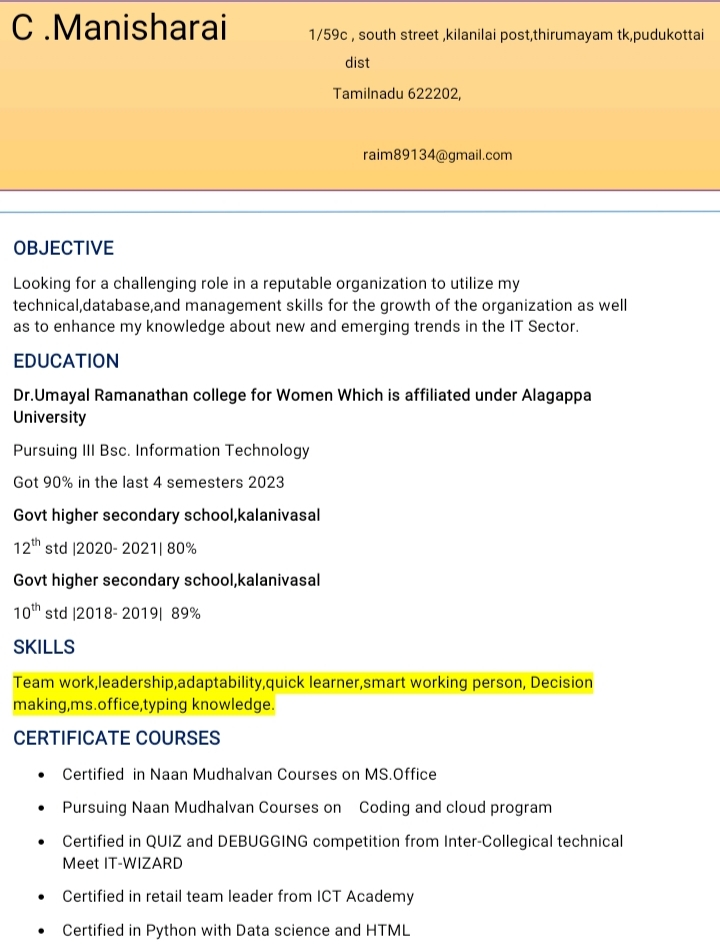 C .Manisharai
1/59c , south street ,kilanilai post,thirumayam tk,pudukottai
dist
Tamilnadu 622202,
raim89134@gmail.com
OBJECTIVE
Looking for a challenging role in a reputable organization to utilize my
technical,database,and management skills for the growth of the organization as well
as to enhance my knowledge about new and emerging trends in the IT Sector.
EDUCATION
Dr.Umayal Ramanathan college for Women Which is affiliated under Alagappa
University
Pursuing III Bsc. Information Technology
Got 90% in the last 4 semesters 2023
Govt higher secondary school,kalanivasal
12th std |2020- 2021| 80%
Govt higher secondary school,kalanivasal
10th std |2018- 2019|  89%
SKILLS
Team work,leadership,adaptability,quick learner,smart working person, Decision
making,ms.office,typing knowledge.
CERTIFICATE COURSES
• Certified  in Naan Mudhalvan Courses on MS.Office
• Pursuing Naan Mudhalvan Courses on    Coding and cloud program
• Certified in QUIZ and DEBUGGING competition from Inter-Collegical technical
Meet IT-WIZARD
• Certified in retail team leader from ICT Academy
• Certified in Python with Data science and HTML